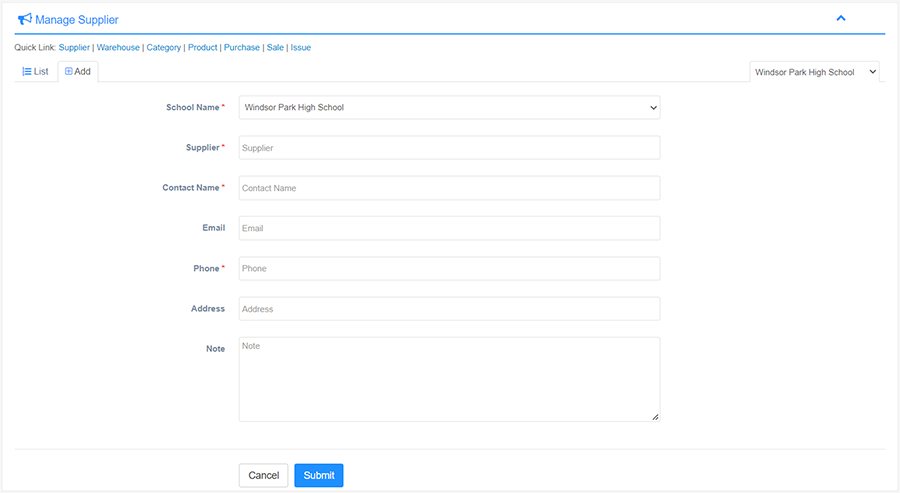 Manage Supplier
Quick Link: Supplier | Warehouse | Category | Product | Purchase | Sale | Issue
List Add Windsor Park High School
School Name * Windsor Park High School
Supplier * Supplier
Contact Name * Contact Name
Email Email
Phone * Phone
Address Address
Note Note
Cancel Submit